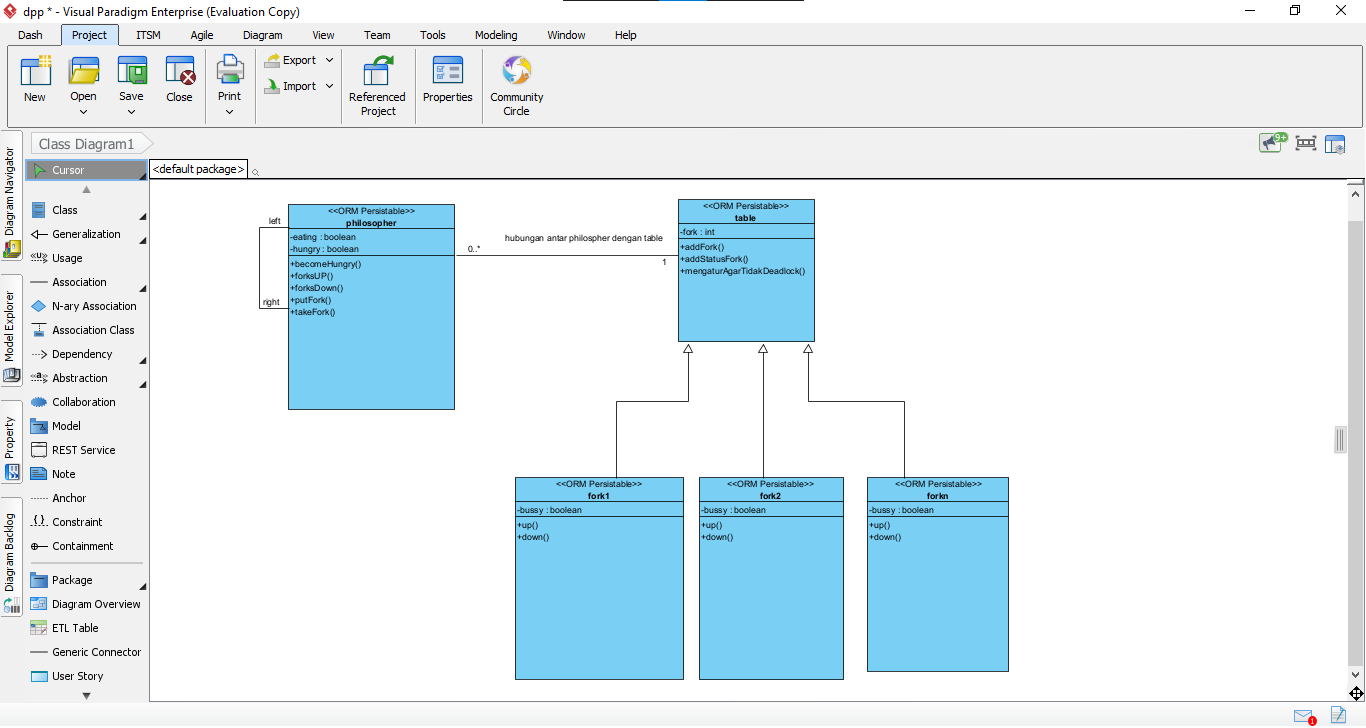 dpp * - Visual Paradigm Enterprise (Evaluation Copy)
Dash Project ITSM Agile Diagram View Team Tools Modeling Window Help
New Open Save Close Print
Export
Import
Referenced Project
Properties
Community Circle
Class Diagram1
9+
Diagram Navigator
Model Explorer
Property
Diagram Backlog
Cursor
Class
Generalization
<<U>>
Usage
Association
N-ary Association
Association Class
Dependency
<<a>>
Abstraction
Collaboration
Model
REST Service
Note
Anchor
{.}
Constraint
Containment
Package
Diagram Overview
ETL Table
Generic Connector
User Story
<default package>
left
right
<<ORM Persistable>>
philosopher
-eating : boolean
-hungry : boolean
+becomeHungry()
+forksUP()
+forksDown()
+putFork()
+takeFork()
0..*
hubungan antar philospher dengan table
1
<<ORM Persistable>>
table
-fork : int
+addFork()
+addStatusFork()
+mengaturAgarTidakDeadlock()
<<ORM Persistable>>
fork1
-bussy : boolean
+up()
+down()
<<ORM Persistable>>
fork2
-bussy : boolean
+up()
+down()
<<ORM Persistable>>
forkn
-bussy : boolean
+up()
+down()
1